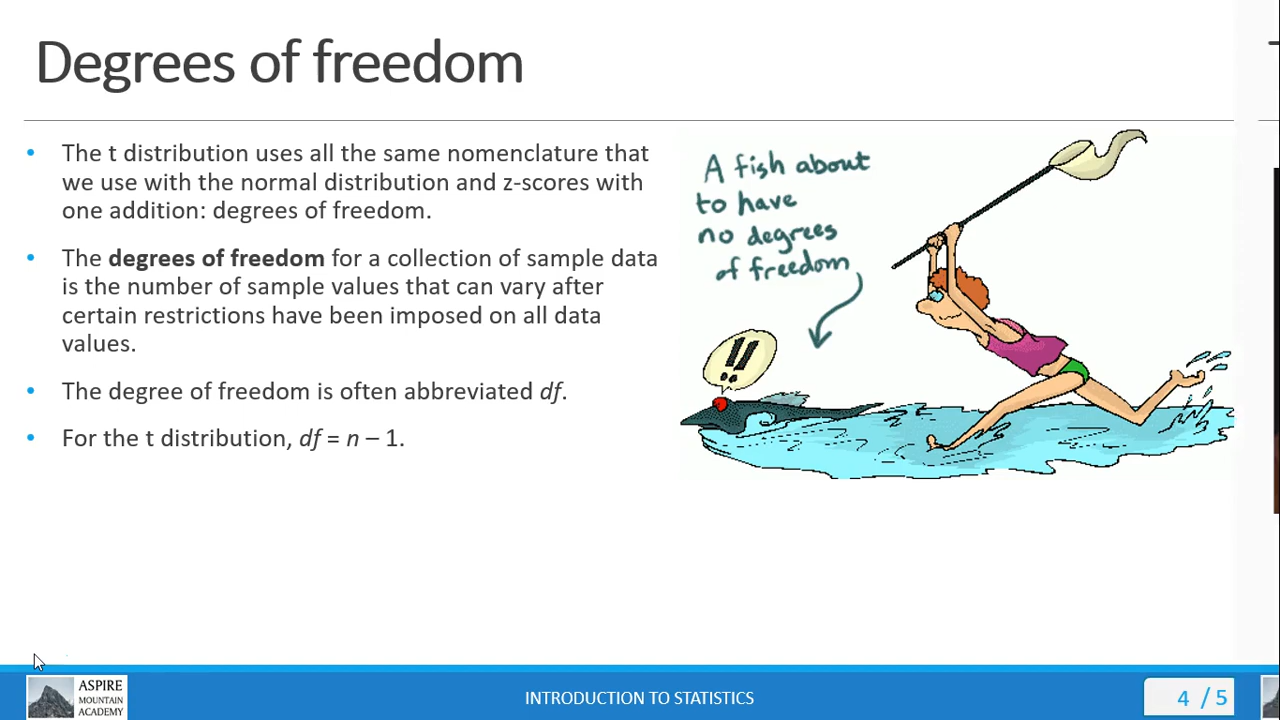 Degrees of freedom
• The t distribution uses all the same nomenclature that
we use with the normal distribution and z-scores with
one addition: degrees of freedom.
• The degrees of freedom for a collection of sample data
is the number of sample values that can vary after
certain restrictions have been imposed on all data
values.
• The degree of freedom is often abbreviated df.
• For the t distribution, df = n – 1.
A fish about
to have
no degrees
of freedom
!!
ASPIRE
MOUNTAIN
ACADEMY
INTRODUCTION TO STATISTICS
4 / 5